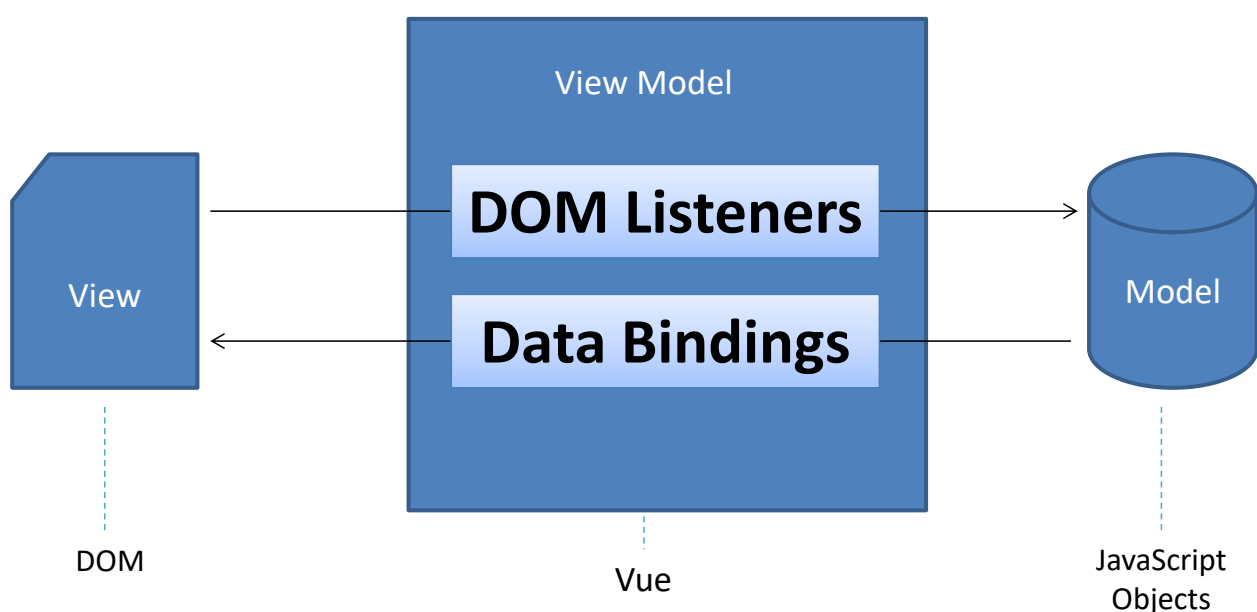 View Model
DOM Listeners
View
Model
Data Bindings
DOM
Vue
JavaScript
Objects